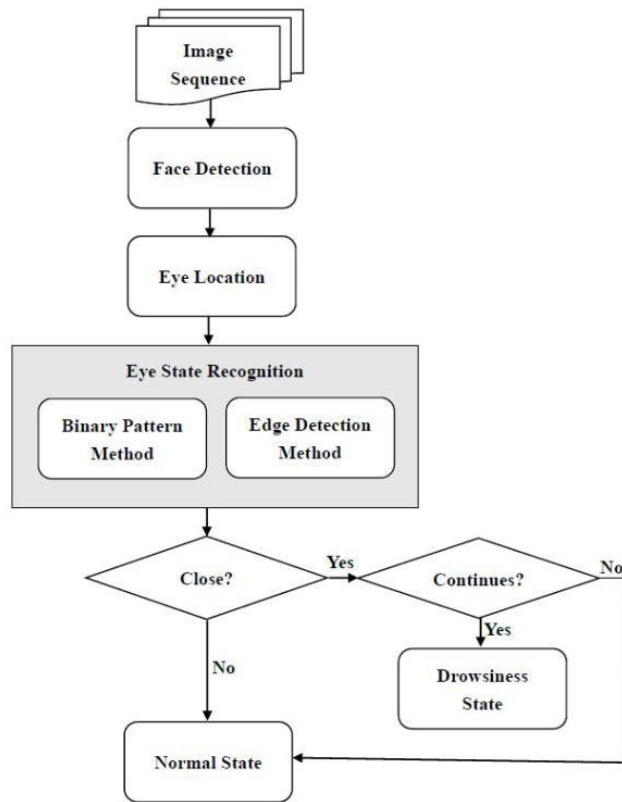 Image
Sequence
Face Detection
Eye Location
Eye State Recognition
Binary Pattern
Method
Edge Detection
Method
Close?
Yes
Continues?
No
Yes
No
Drowsiness
State
Normal State